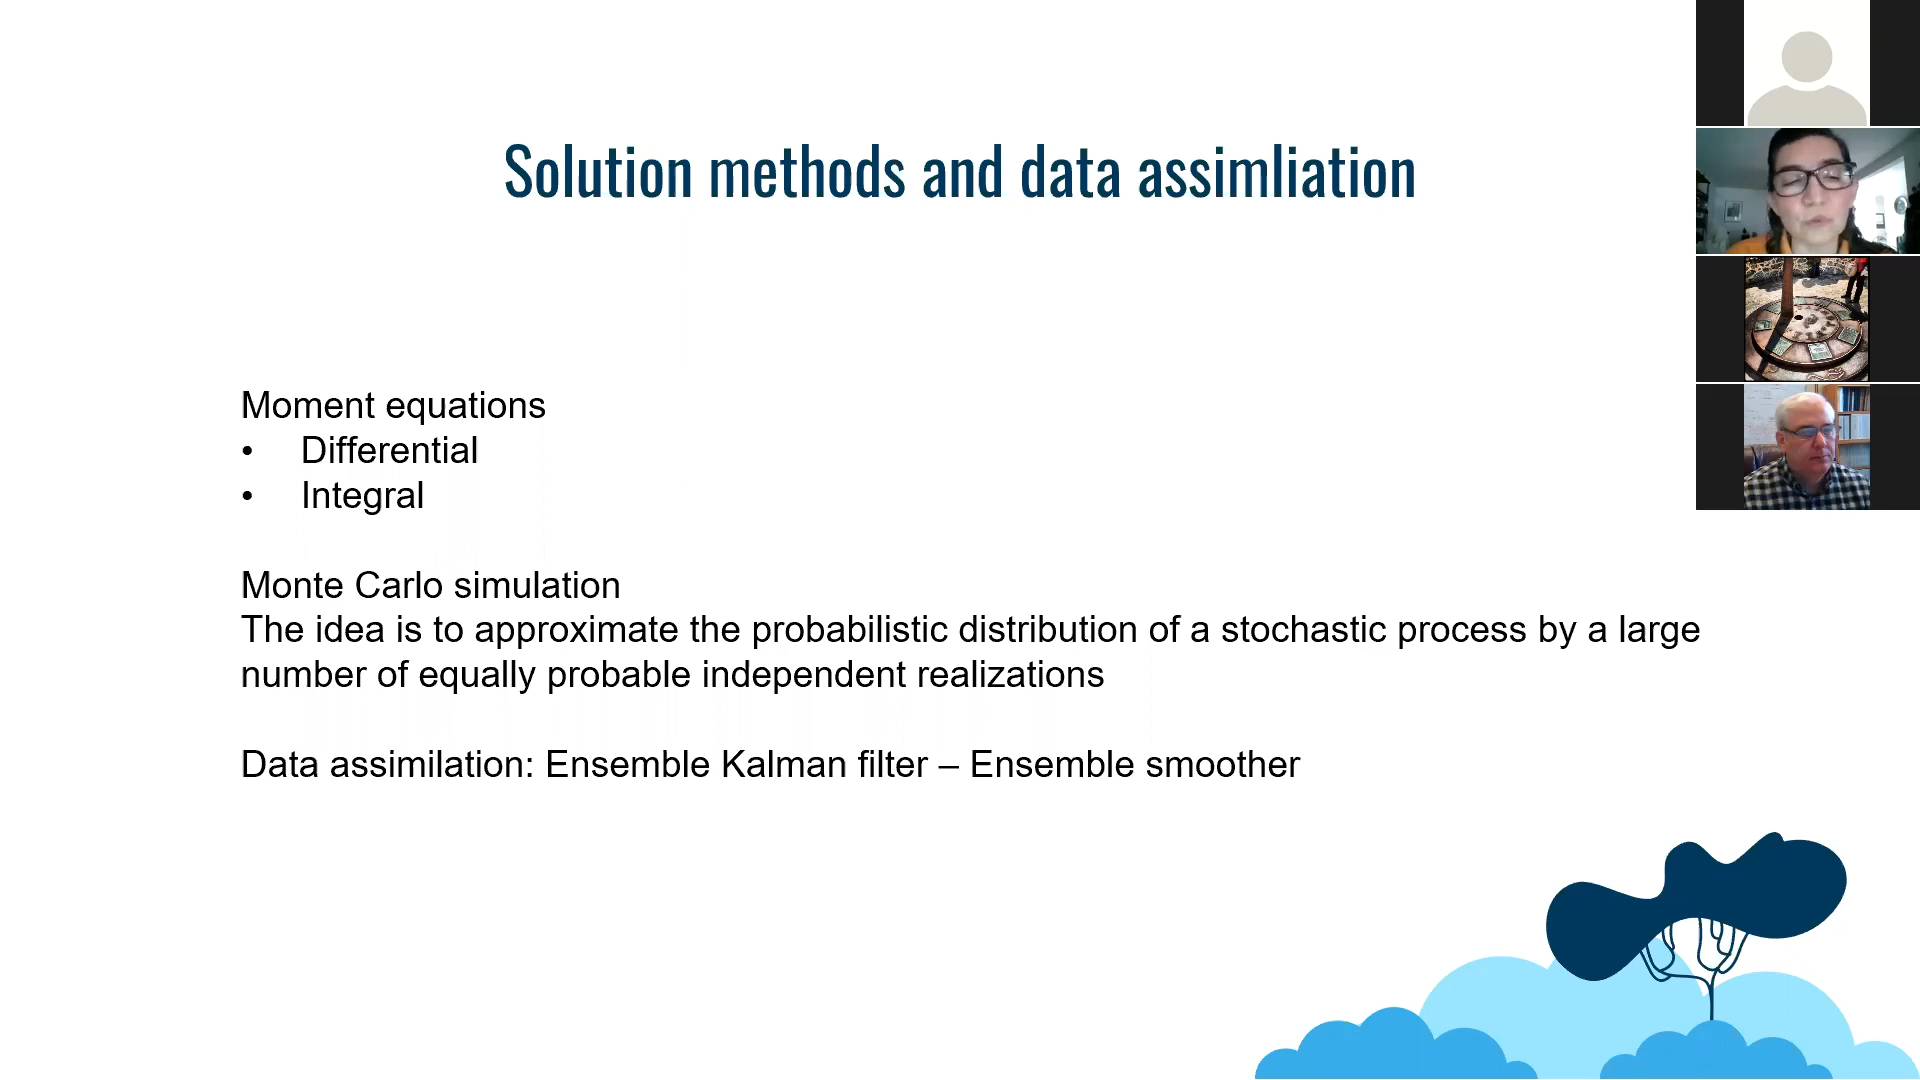 Solution methods and data assimliation
Moment equations
• Differential
• Integral
Monte Carlo simulation
The idea is to approximate the probabilistic distribution of a stochastic process by a large
number of equally probable independent realizations
Data assimilation: Ensemble Kalman filter – Ensemble smoother